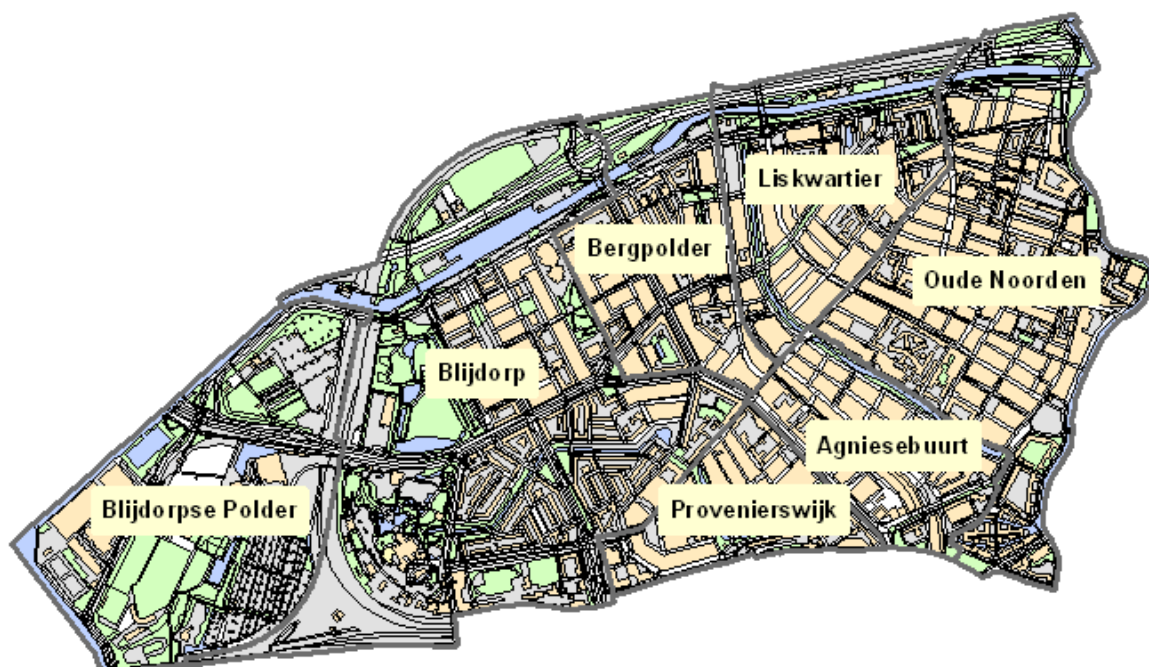 Liskwartier
Bergpolder
Oude Noorden
Blijdorp
Agniesebuurt
Blijdorpse Polder
Provenierswijk